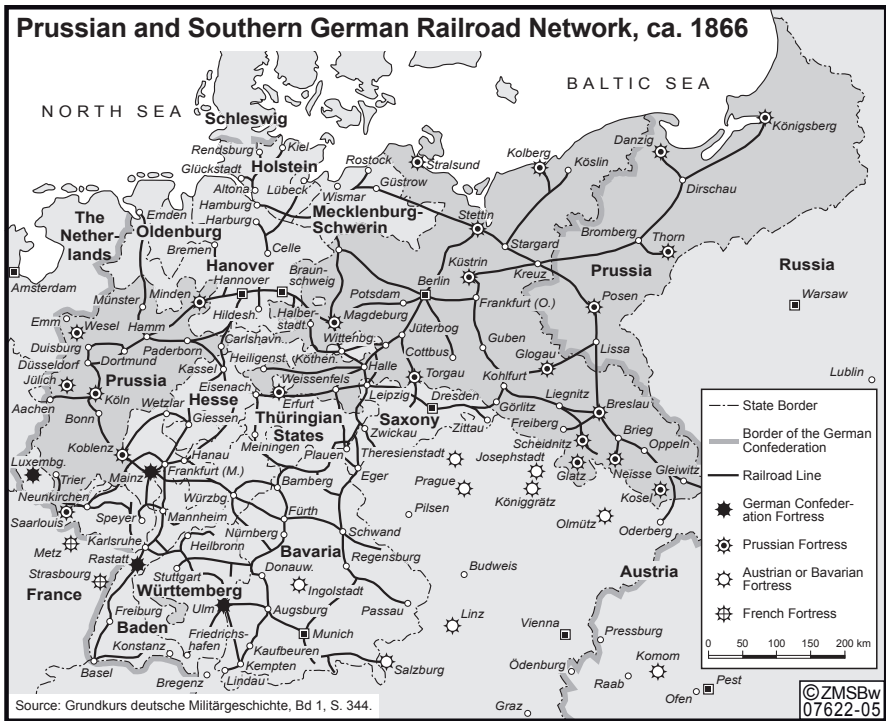 Prussian and Southern German Railroad Network, ca. 1866
BALTIC SEA
NORTH SEA
Schleswig
Königsberg
Danzig
Kiel
Rendsburg
Kolberg
Köslin
Rostock
Stralsund
Holstein
Glückstadt
Dirschau
Güstrow
Lübeck
Altona
Wismar
Hamburg
Mecklenburg-
Schwerin
Emden
The
Nether-
lands
Harburg
Stettin
Oldenburg
Bromberg
Thorn
Stargard
Bremen
Celle
Hanover
Küstrin
Kreuz
Prussia
Russia
Amsterdam
Hannover
Braun-
schweig
Berlin
Minden
Potsdam
Frankfurt (O.)
Posen
Warsaw
Münster
Hildesh.
Halber-
stadt
Magdeburg
Emm
Wesel
Hamm
Jüterbog
Carlshavn.
Wittenbg.
Guben
Lissa
Duisburg
Paderborn
Heiligenst.
Köthen.
Cottbus
Glogau
Düsseldorf
Dortmund
Kassel
Halle
Torgau
Kohlfurt
Lublin
Jülich
Prussia
Eisenach
Weissenfels
Leipzig
Dresden
Liegnitz
Breslau
Aachen
Köln
Wetzlar
Hesse
Erfurt
Görlitz
Bonn
Giessen
Thüringian
States
Saxony
Zittau
Freiberg
Brieg
Zwickau
Scheidnitz
Oppeln
Koblenz
Hanau
Meiningen
Plauen
Theresienstadt
Josephstadt
Luxembg.
Trier
Mainz
Frankfurt (M.)
Eger
Glatz
Neisse
Gleiwitz
Neunkirchen
Bamberg
Prague
Kosel
Würzbg.
Königgrätz
Saarlouis
Speyer
Mannheim
Fürth
Pilsen
Olmütz
Oderberg
Metz
Karlsruhe
Nürnberg
Schwand
Heilbronn
Rastatt
Bavaria
Regensburg
Strasbourg
Donauw.
Stuttgart
Budweis
Austria
France
Württemberg
Ingolstadt
Ulm
Passau
Freiburg
Augsburg
Linz
Baden
Friedrichs-
hafen
Munich
Vienna
Pressburg
Konstanz
Kaufbeuren
Kempten
Komom
Basel
Salzburg
Ödenburg
Bregenz
Lindau
Raab
Pest
Ofen
Graz
State Border
Border of the German
Confederation
Railroad Line
German Confeder-
ation Fortress
Prussian Fortress
Austrian or Bavarian
Fortress
French Fortress
0 50 100 150 200 km
Source: Grundkurs deutsche Militärgeschichte, Bd 1, S. 344.
©ZMSBw
07622-05